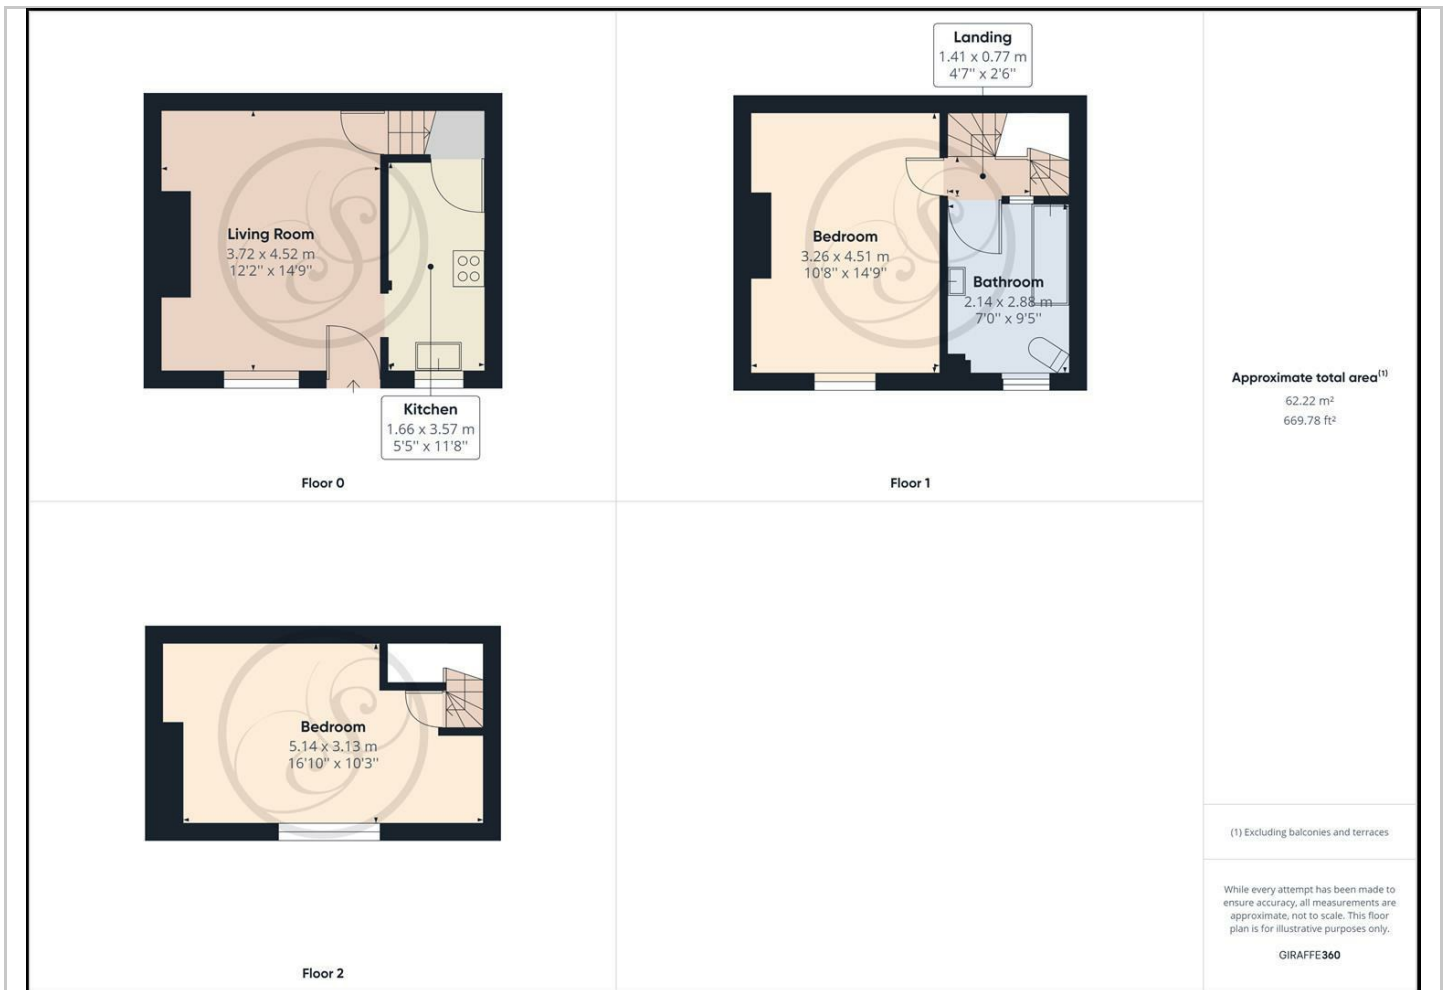 Living Room
3.72 x 4.52 m
12'2" x 14'9"
Kitchen
1.66 x 3.57 m
5'5" x 11'8"
Floor 0
Landing
1.41 x 0.77 m
4'7" x 2'6"
Bedroom
3.26 x 4.51 m
10'8" x 14'9"
Bathroom
2.14 x 2.88 m
7'0" x 9'5"
Floor 1
Bedroom
5.14 x 3.13 m
16'10" x 10'3"
Floor 2
Approximate total area(1)
62.22 m²
669.78 ft²
(1) Excluding balconies and terraces
While every attempt has been made to
ensure accuracy, all measurements are
approximate, not to scale. This floor
plan is for illustrative purposes only.
GIRAFFE360